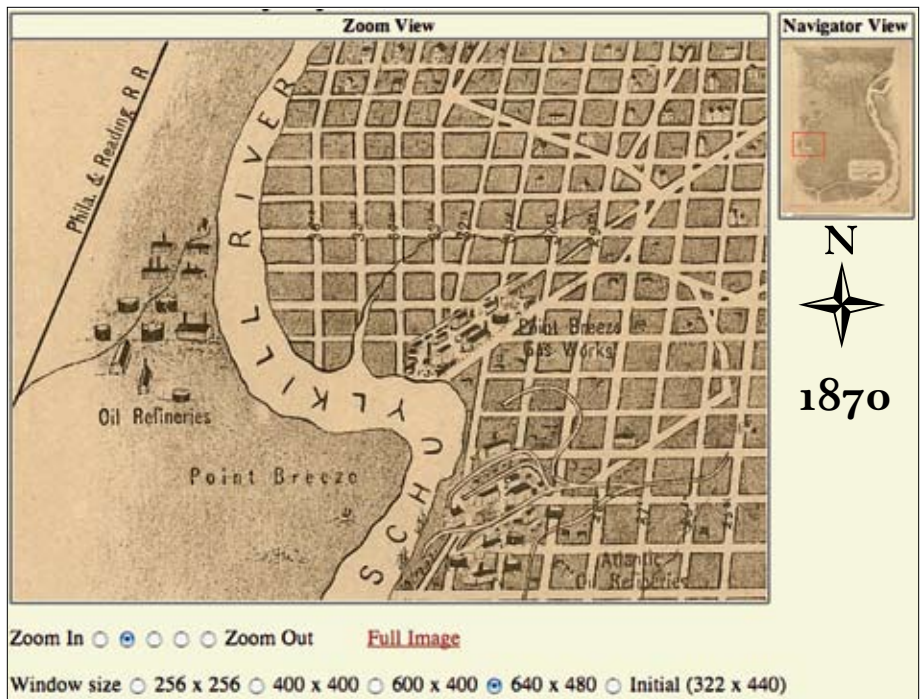 Zoom View
Navigator View
Phila. & Reading R R
SCHUYLKILL RIVER
N
1870
Point Breeze
Gas Works
Oil Refineries
Point Breeze
Atlantic
Oil Refineries
Zoom In Zoom Out Full Image
Window size 256 x 256 400 x 400 600 x 400 640 x 480 Initial (322 x 440)